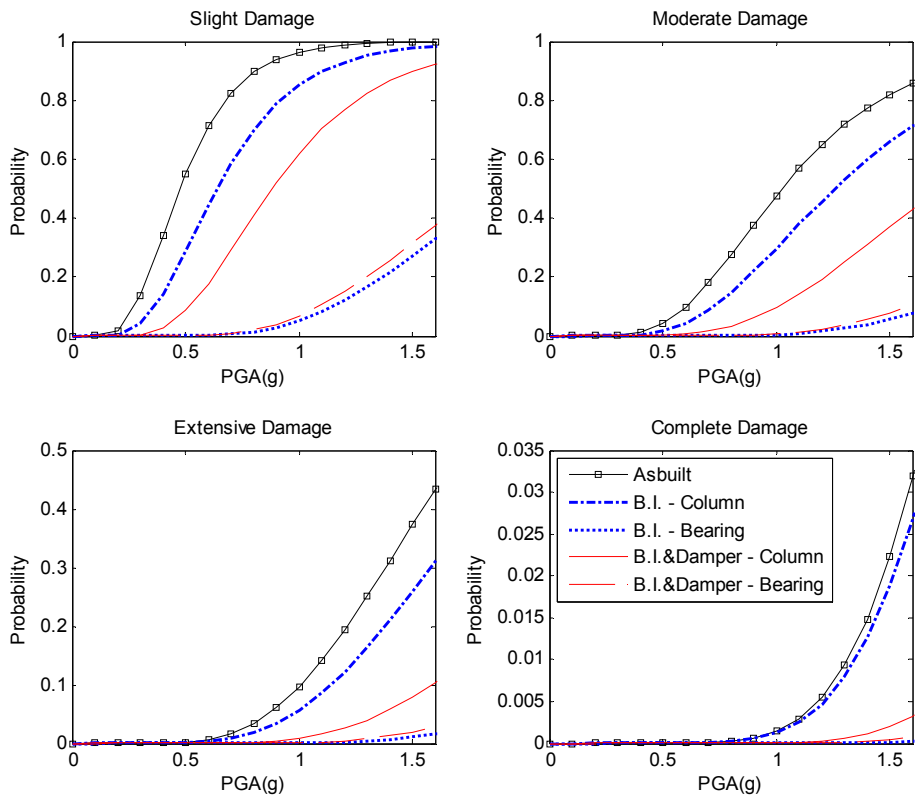 Slight Damage
Probability
1
0.8
0.6
0.4
0.2
0
0
0.5
1
1.5
PGA(g)
Moderate Damage
Probability
1
0.8
0.6
0.4
0.2
0
0
0.5
1
1.5
PGA(g)
Extensive Damage
Probability
0.5
0.4
0.3
0.2
0.1
0
0
0.5
1
1.5
PGA(g)
Complete Damage
Probability
0.035
0.03
0.025
0.02
0.015
0.01
0.005
0
0
0.5
1
1.5
PGA(g)
Asbuilt
B.I. - Column
B.I. - Bearing
B.I.&Damper - Column
B.I.&Damper - Bearing